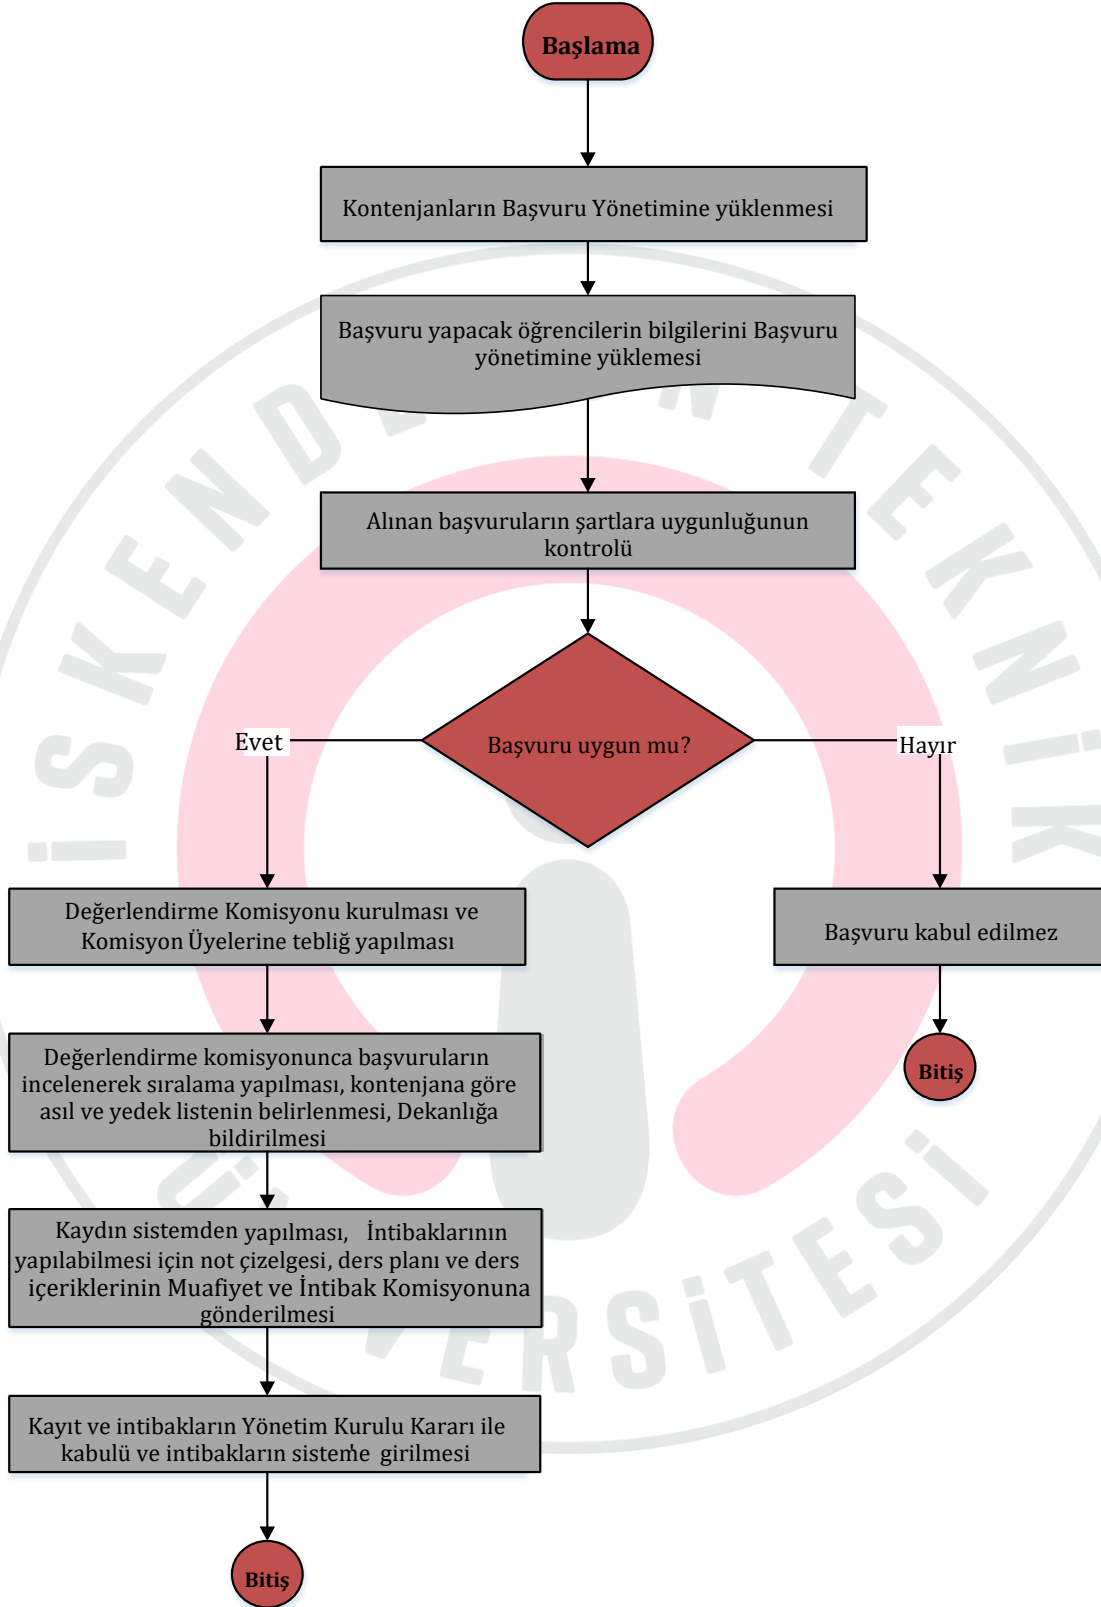 Başlama
Kontenjanların Başvuru Yönetimine yüklenmesi
Başvuru yapacak öğrencilerin bilgilerini Başvuru
yönetimine yüklemesi
Alınan başvuruların şartlara uygunluğunun
kontrolü
Başvuru uygun mu?
Evet
Hayır
Değerlendirme Komisyonu kurulması ve
Komisyon Üyelerine tebliğ yapılması
Başvuru kabul edilmez
Bitiş
Değerlendirme komisyonunca başvuruların
incelenerek sıralama yapılması, kontenjana göre
asıl ve yedek listenin belirlenmesi, Dekanlığa
bildirilmesi
Kaydın sistemden yapılması, İntibaklarının
yapılabilmesi için not çizelgesi, ders planı ve ders
içeriklerinin Muafiyet ve İntibak Komisyonuna
gönderilmesi
Kayıt ve intibakların Yönetim Kurulu Kararı ile
kabulü ve intibakların sistem'e girilmesi
Bitiş
TEKNİK